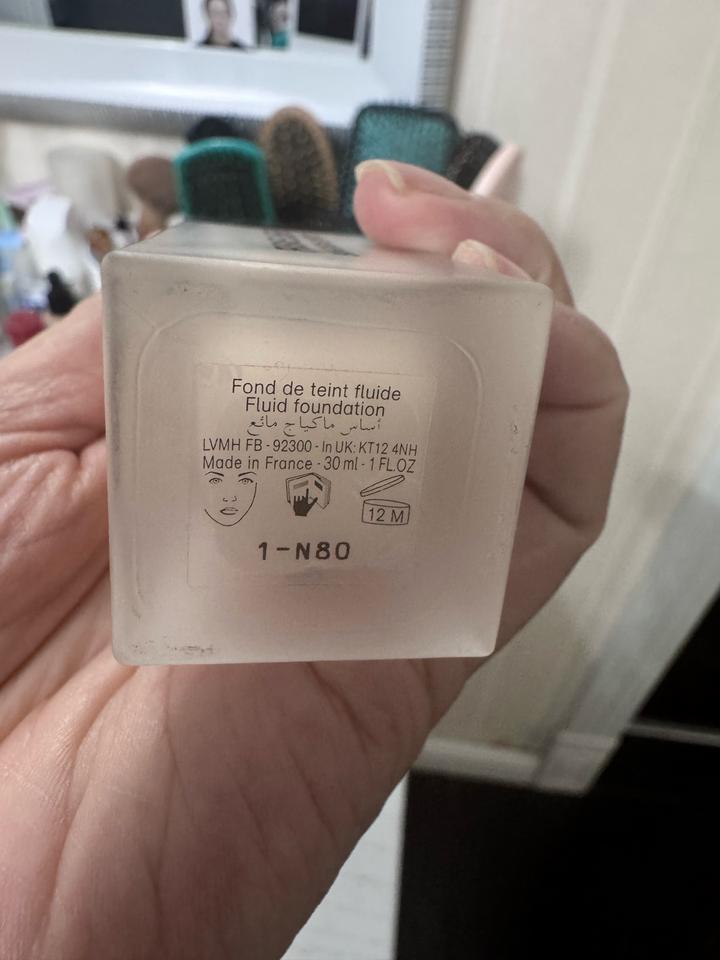 Fond de teint fluide
Fluid foundation
أساس ماكياج مائع
LVMH FB - 92300 - In UK: KT12 4NH
Made in France - 30 ml - 1 FL.OZ
12 M
1-N80